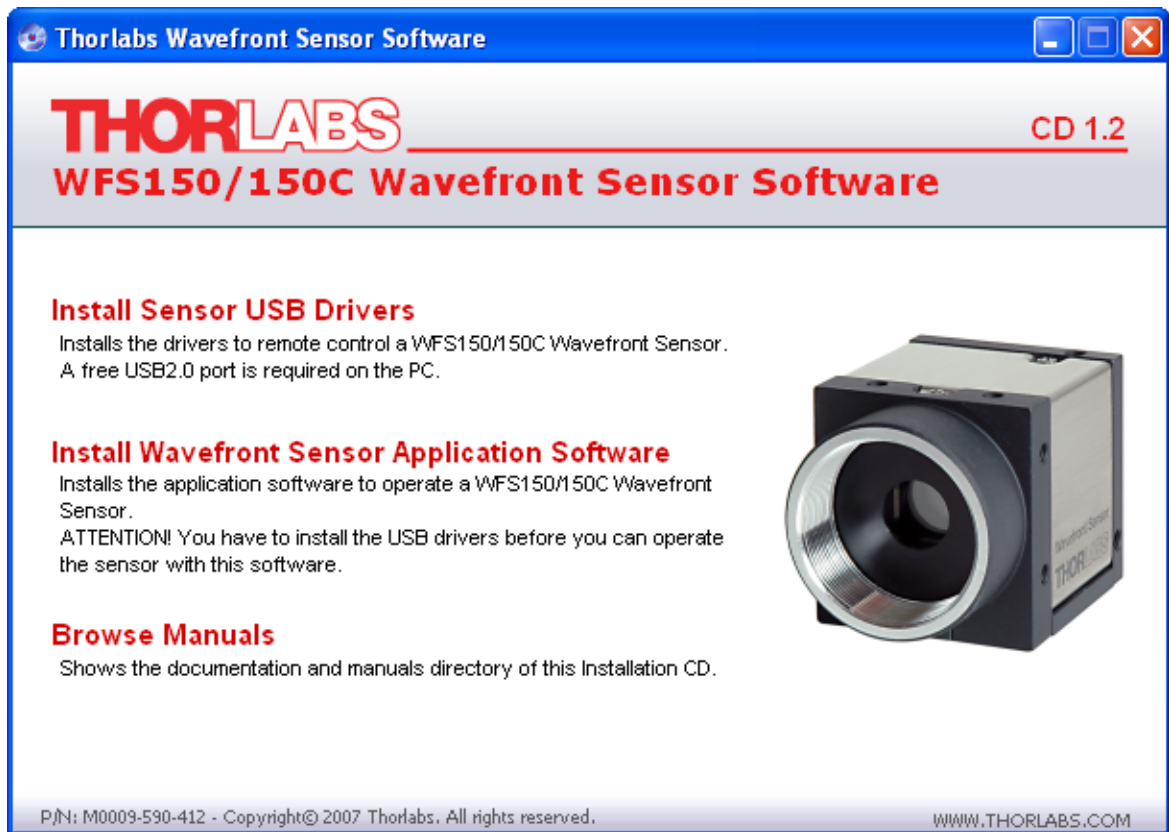 Thorlabs Wavefront Sensor Software
THORLABS
CD 1.2
WFS150/150C Wavefront Sensor Software
Install Sensor USB Drivers
Installs the drivers to remote control a WFS150/150C Wavefront Sensor.
A free USB2.0 port is required on the PC.
Install Wavefront Sensor Application Software
Installs the application software to operate a WFS150/150C Wavefront
Sensor.
ATTENTION! You have to install the USB drivers before you can operate
the sensor with this software.
Browse Manuals
Shows the documentation and manuals directory of this Installation CD.
Wavefront Sensor
THORLABS
P/N: M0009-590-412 - Copyright© 2007 Thorlabs. All rights reserved.
WWW.THORLABS.COM